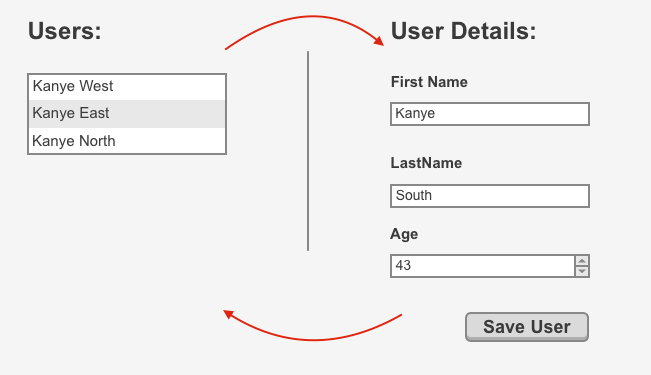 Users:
Kanye West
Kanye East
Kanye North
User Details:
First Name
Kanye
LastName
South
Age
43
Save User